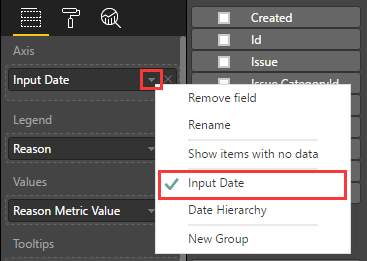 Axis
Input Date
Legend
Reason
Values
Reason Metric Value
Tooltips
Created
Id
Issue
Issue CategoryId
Remove field
Rename
Show items with no data
Input Date
Date Hierarchy
New Group